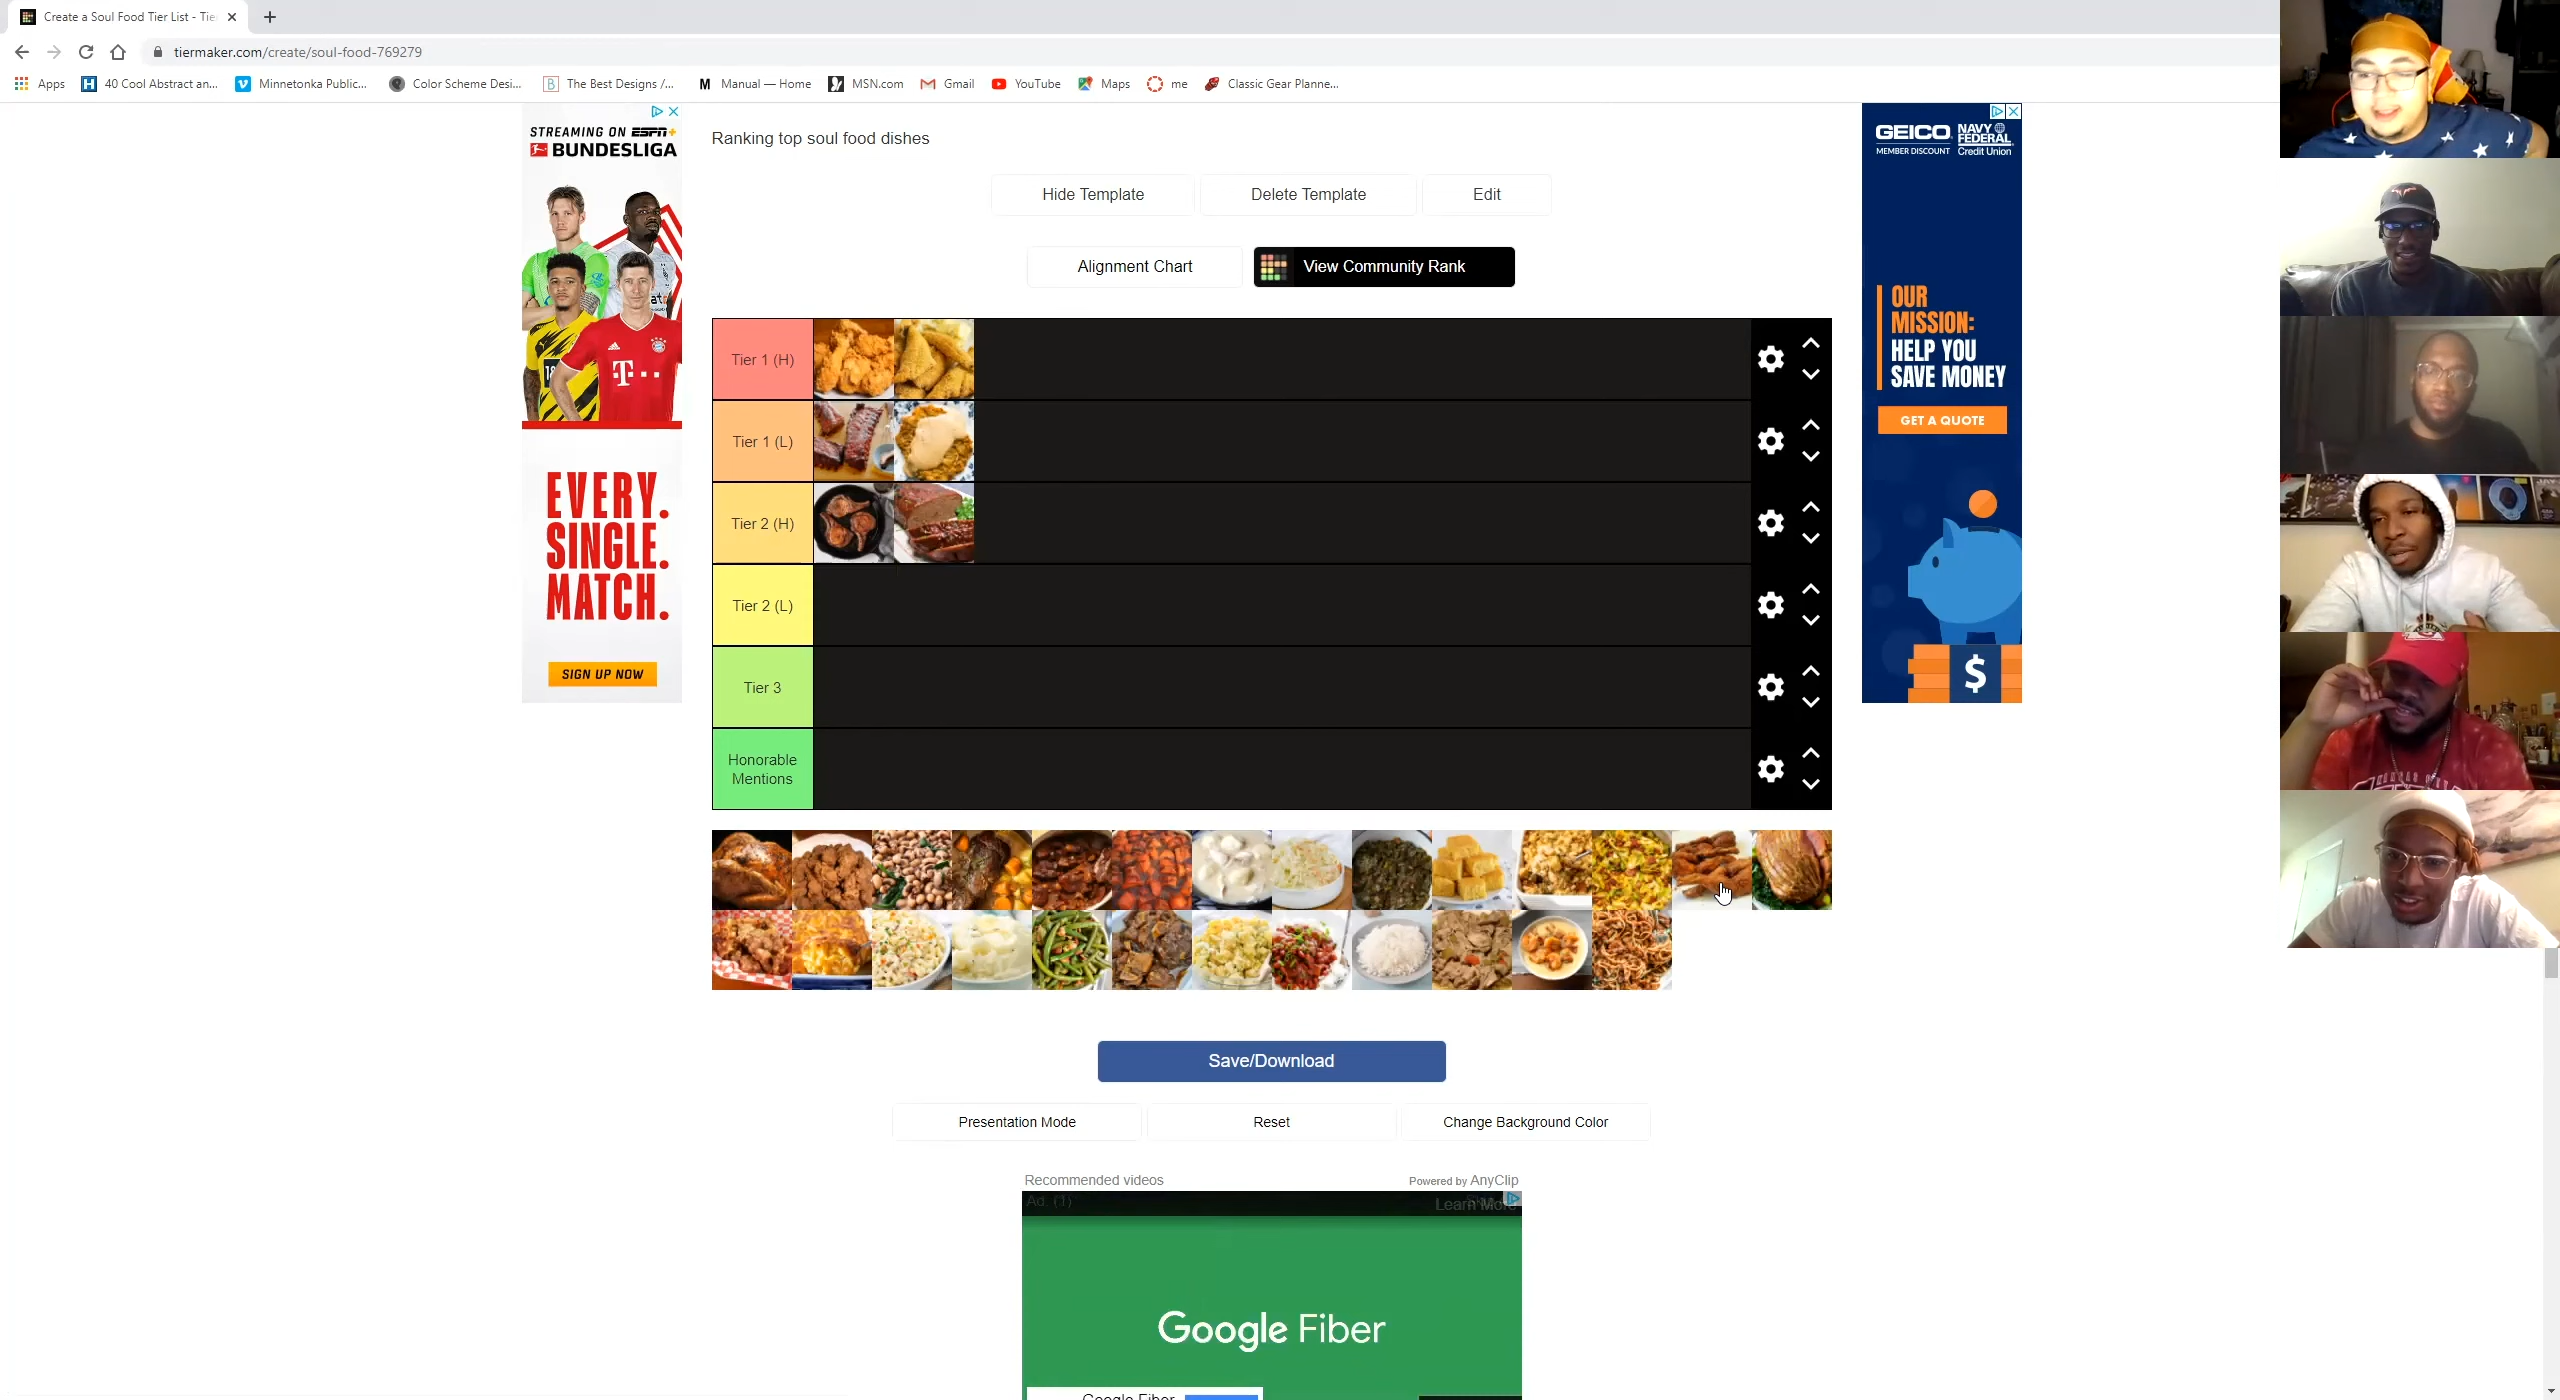 Create a Soul Food Tier List - Tie
tiermaker.com/create/soul-food-769279
Apps
40 Cool Abstract an...
Minnetonka Public...
Color Scheme Desi...
The Best Designs /...
Manual — Home
MSN.com
Gmail
YouTube
Maps
me
Classic Gear Planne...
STREAMING ON ESPN+
BUNDESLIGA
EVERY.
SINGLE.
MATCH.
SIGN UP NOW
Ranking top soul food dishes
Hide Template
Delete Template
Edit
Alignment Chart
View Community Rank
Tier 1 (H)
Tier 1 (L)
Tier 2 (H)
Tier 2 (L)
Tier 3
Honorable
Mentions
GEICO
MEMBER DISCOUNT
NAVY
FEDERAL
Credit Union
OUR
MISSION:
HELP YOU
SAVE MONEY
GET A QUOTE
$
Save/Download
Presentation Mode
Reset
Change Background Color
Recommended videos
Powered by AnyClip
Ad. (1)
Learn More
Google Fiber
Google Fiber